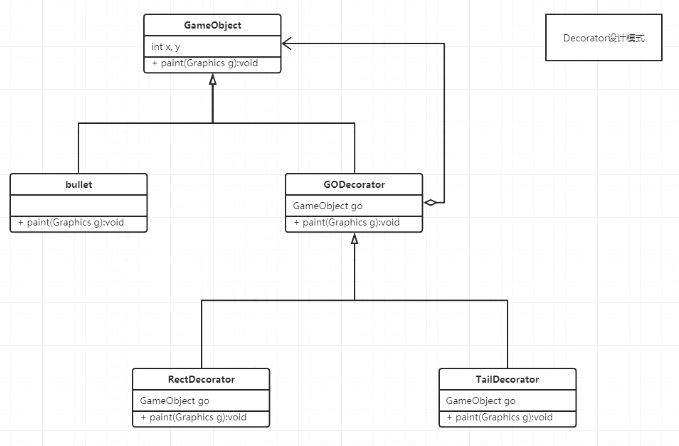 GameObject
Decorator设计模式
int x, y
+ paint(Graphics g):void
bullet
GODecorator
GameObject go
+ paint(Graphics g):void
+ paint(Graphics g):void
RectDecorator
TailDecorator
GameObject go
GameObject go
+ paint(Graphics g):void
+ paint(Graphics g):void